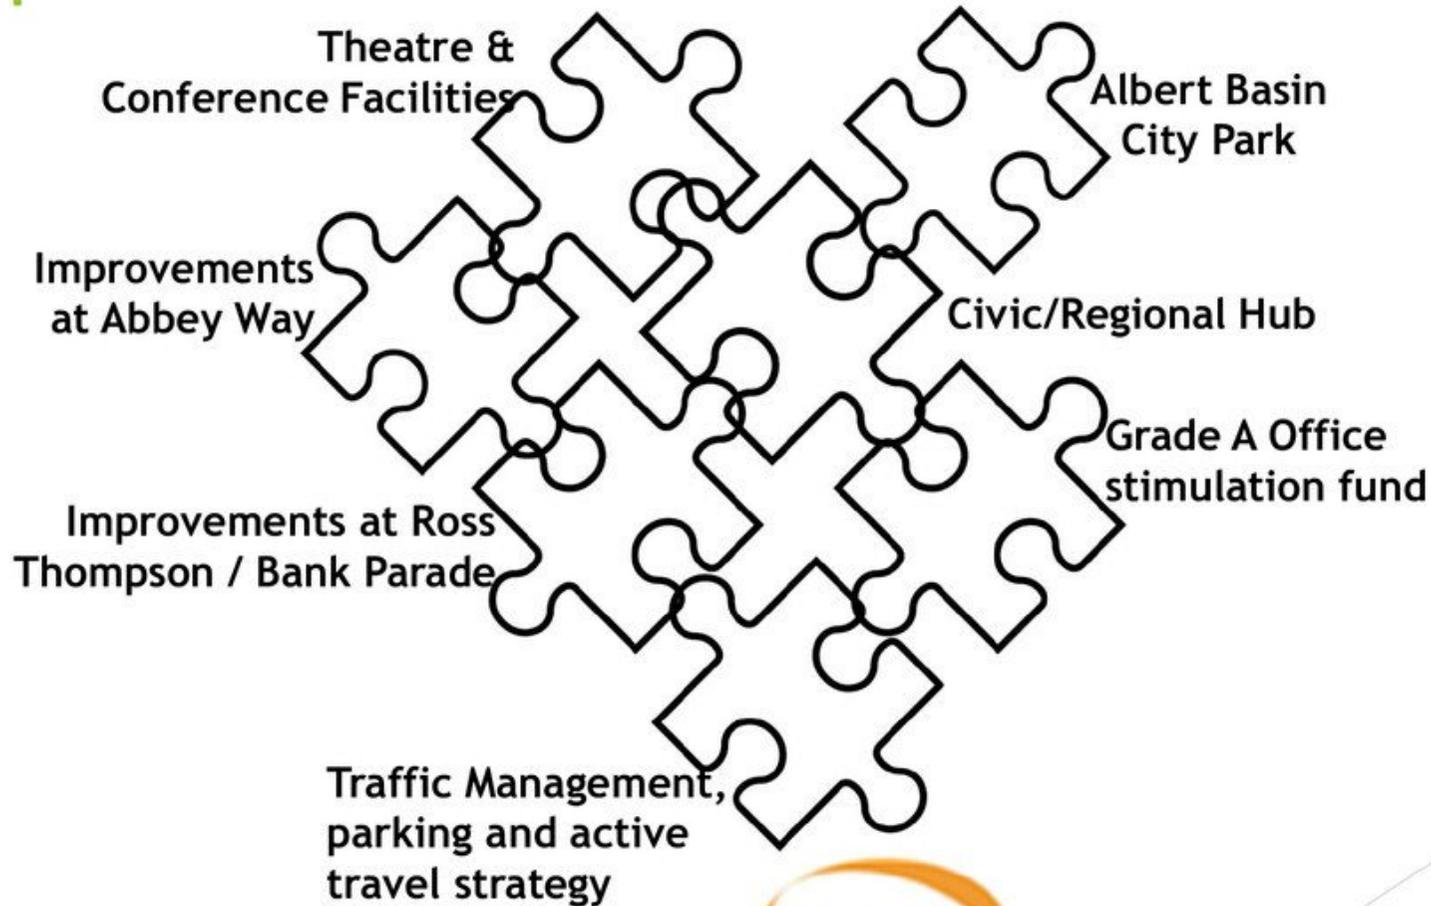 Theatre &
Conference Facilities
Albert Basin
City Park
Improvements
at Abbey Way
Civic/Regional Hub
Grade A Office
stimulation fund
Improvements at Ross
Thompson / Bank Parade
Traffic Management,
parking and active
travel strategy